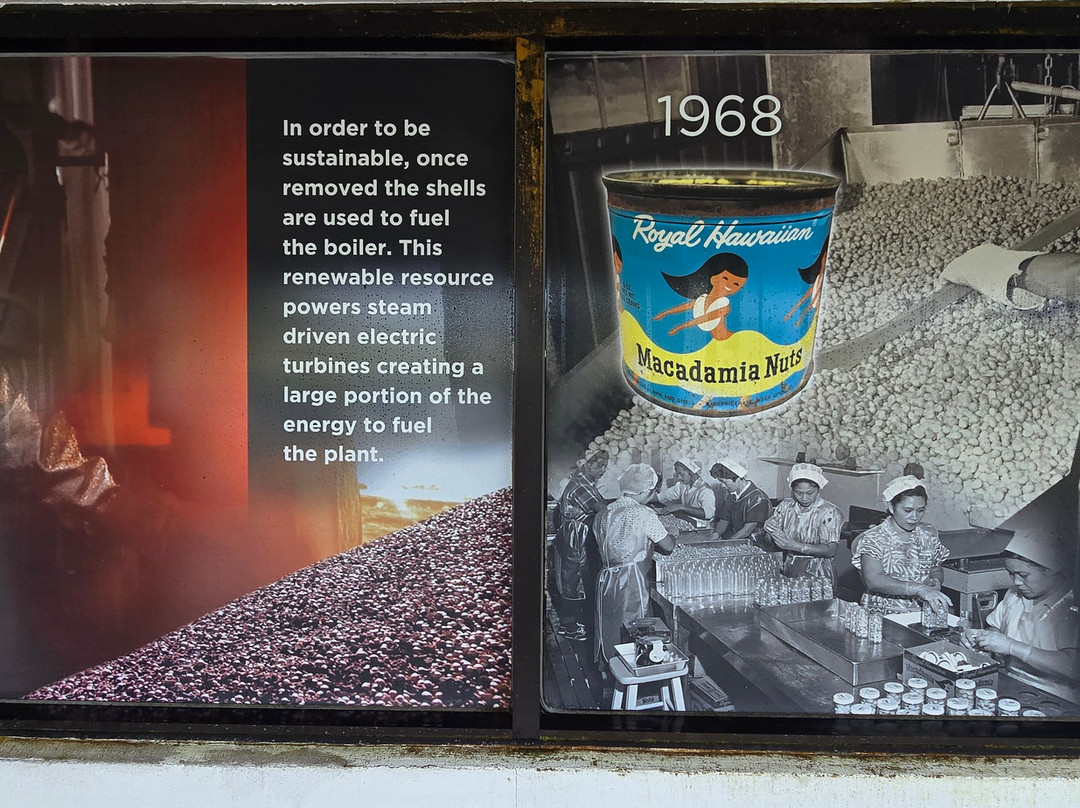 In order to be
sustainable, once
removed the shells
are used to fuel
the boiler. This
renewable resource
powers steam
driven electric
turbines creating a
large portion of the
energy to fuel
the plant.
1968
Royal Hawaiian
Macadamia Nuts